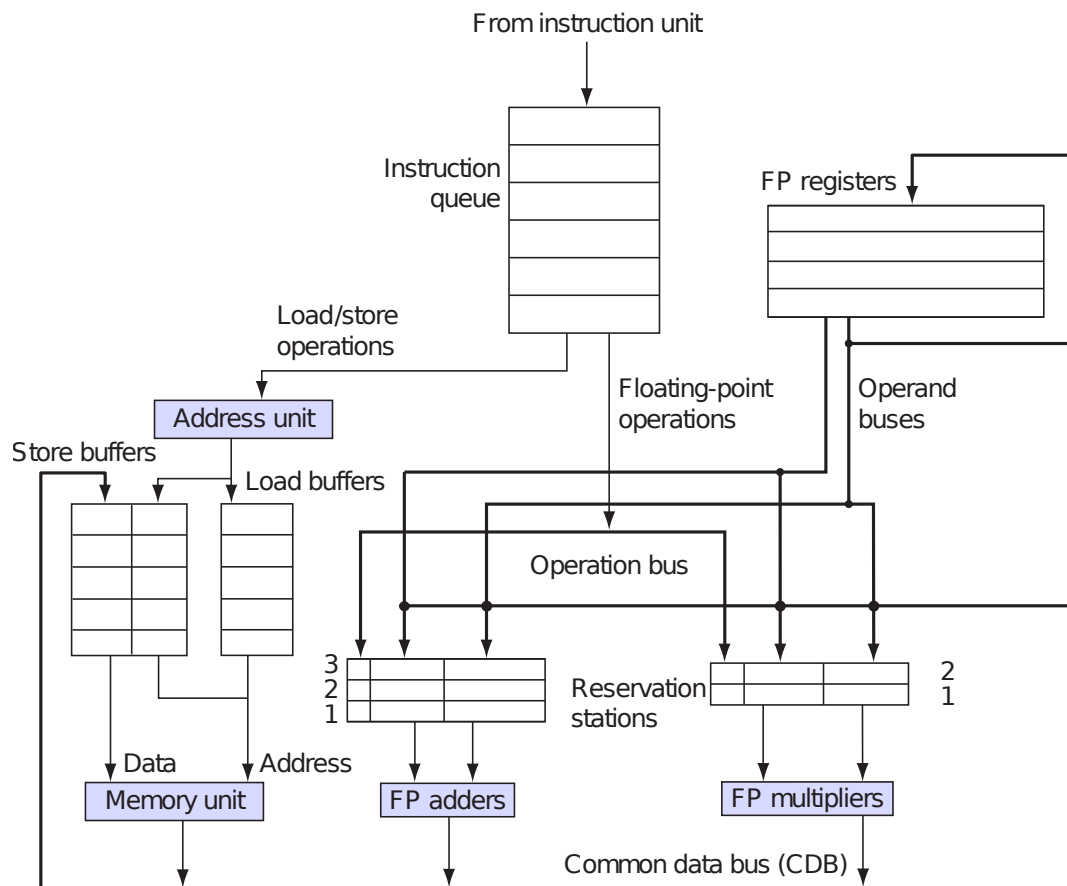 From instruction unit
Instruction
queue
FP registers
Load/store
operations
Floating-point
operations
Operand
buses
Address unit
Store buffers
Load buffers
Operation bus
3
2
1
Reservation
stations
2
1
Data
Address
Memory unit
FP adders
FP multipliers
Common data bus (CDB)